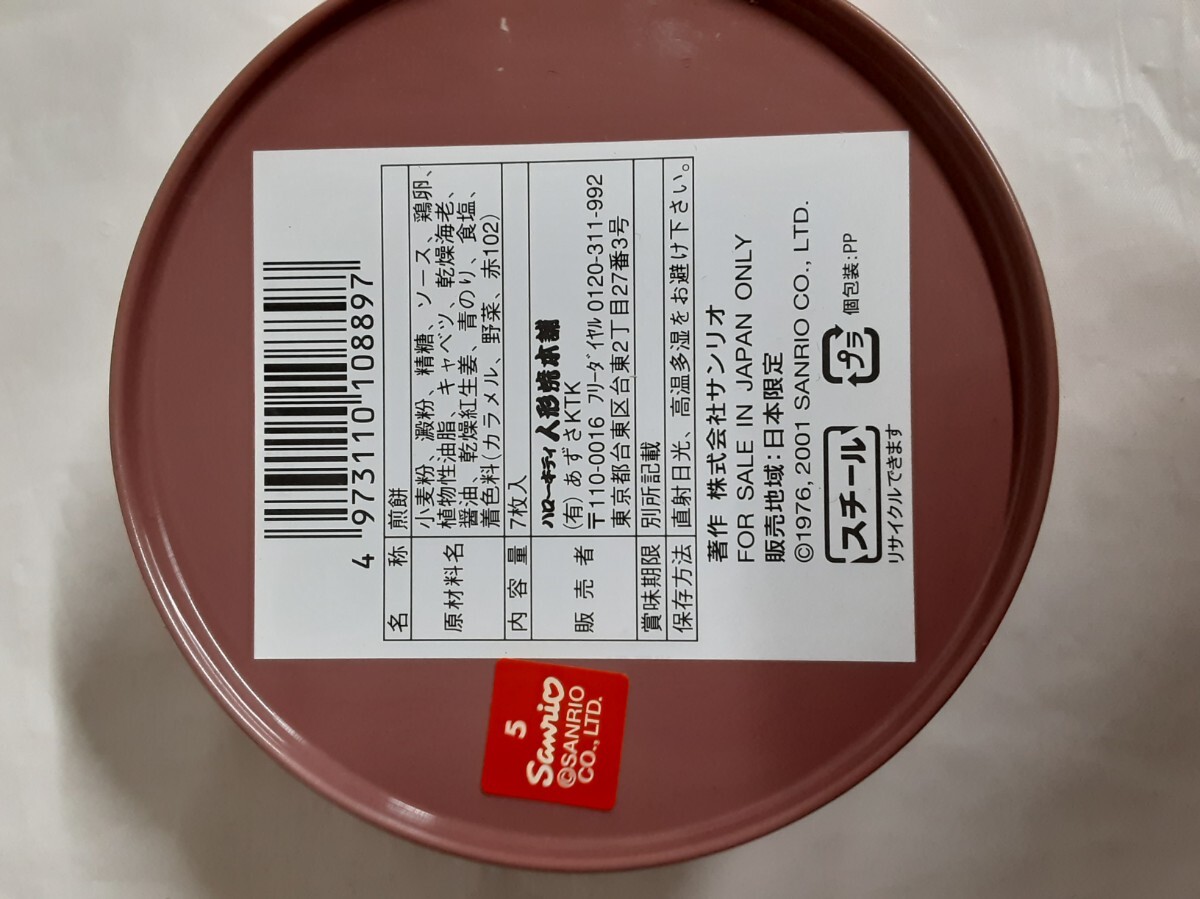 4 973110 108897
名称 煎餅
原材料名 小麦粉、澱粉、精糖、ソース、鶏卵、
植物性油脂、キャベツ、乾燥海老、
醤油、乾燥紅生姜、青のり、食塩、
着色料(カラメル、野菜、赤102)
内容量 7枚入
販売者 ハローキティ人形焼本舗
(有)あずさKTK
〒110-0016 フリーダイヤル 0120-311-992
東京都台東区台東2丁目27番3号
賞味期限 別所記載
保存方法 直射日光、高温多湿をお避け下さい。
著作 株式会社サンリオ
FOR SALE IN JAPAN ONLY
販売地域:日本限定
©1976,2001 SANRIO CO., LTD.
スチール プラ 個包装:PP
リサイクルできます
5
Sanrio
©SANRIO
CO., LTD.